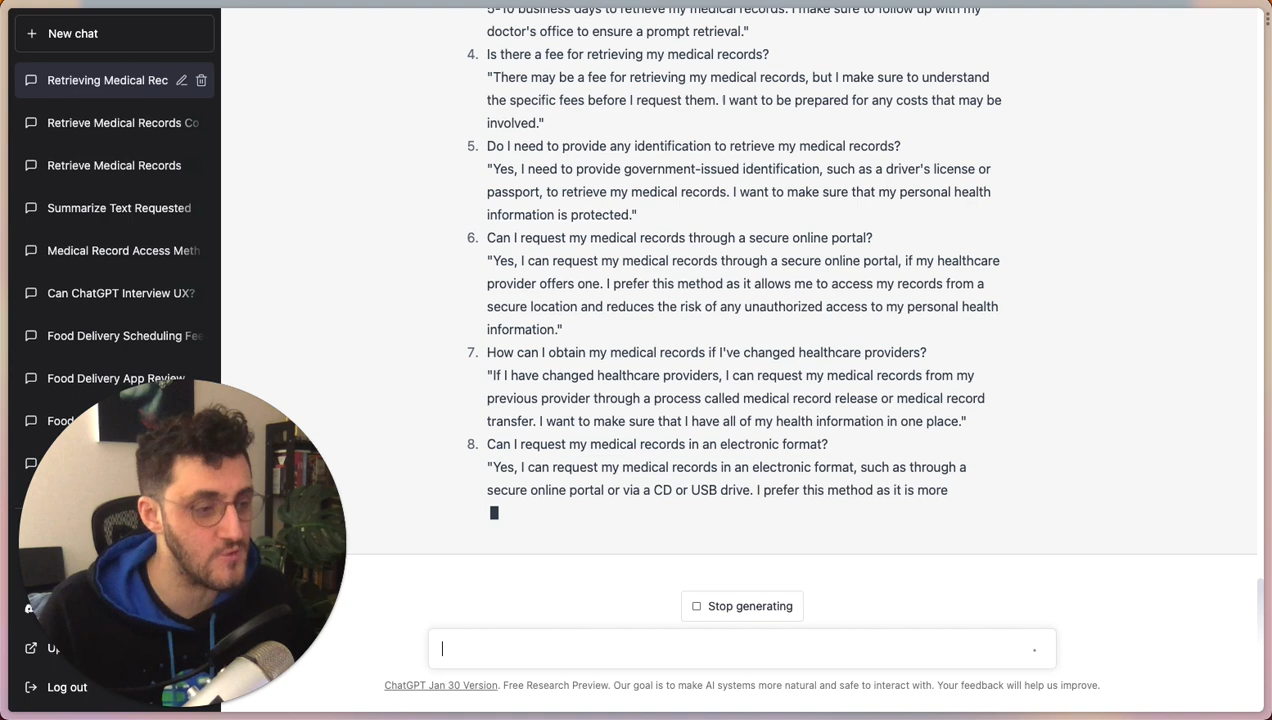 New chat
Retrieving Medical Rec
Retrieve Medical Records Co
Retrieve Medical Records
Summarize Text Requested
Medical Record Access Meth
Can ChatGPT Interview UX?
Food Delivery Scheduling Fee
Food Delivery App Review
Food
Log out
5-10 business days to retrieve my medical records. I make sure to follow up with my
doctor's office to ensure a prompt retrieval."
4. Is there a fee for retrieving my medical records?
"There may be a fee for retrieving my medical records, but I make sure to understand
the specific fees before I request them. I want to be prepared for any costs that may be
involved."
5. Do I need to provide any identification to retrieve my medical records?
"Yes, I need to provide government-issued identification, such as a driver's license or
passport, to retrieve my medical records. I want to make sure that my personal health
information is protected."
6. Can I request my medical records through a secure online portal?
"Yes, I can request my medical records through a secure online portal, if my healthcare
provider offers one. I prefer this method as it allows me to access my records from a
secure location and reduces the risk of any unauthorized access to my personal health
information."
7. How can I obtain my medical records if I've changed healthcare providers?
"If I have changed healthcare providers, I can request my medical records from my
previous provider through a process called medical record release or medical record
transfer. I want to make sure that I have all of my health information in one place."
8. Can I request my medical records in an electronic format?
"Yes, I can request my medical records in an electronic format, such as through a
secure online portal or via a CD or USB drive. I prefer this method as it is more
Stop generating
ChatGPT Jan 30 Version. Free Research Preview. Our goal is to make AI systems more natural and safe to interact with. Your feedback will help us improve.